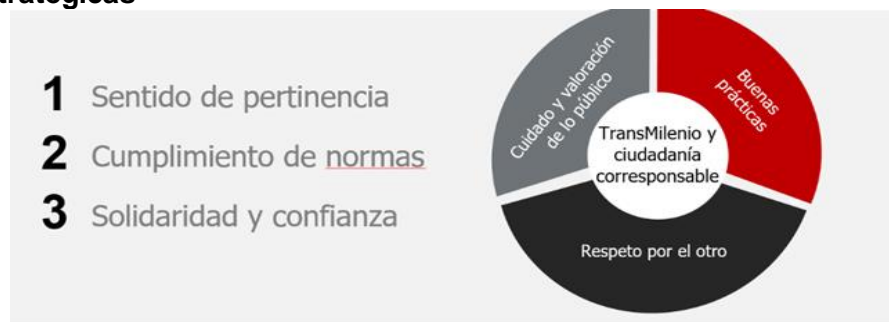 1 Sentido de pertinencia
2 Cumplimiento de normas
3 Solidaridad y confianza
Cuidado y valoración
de lo público
Buenas
prácticas
TransMilenio y
ciudadanía
corresponsable
Respeto por el otro